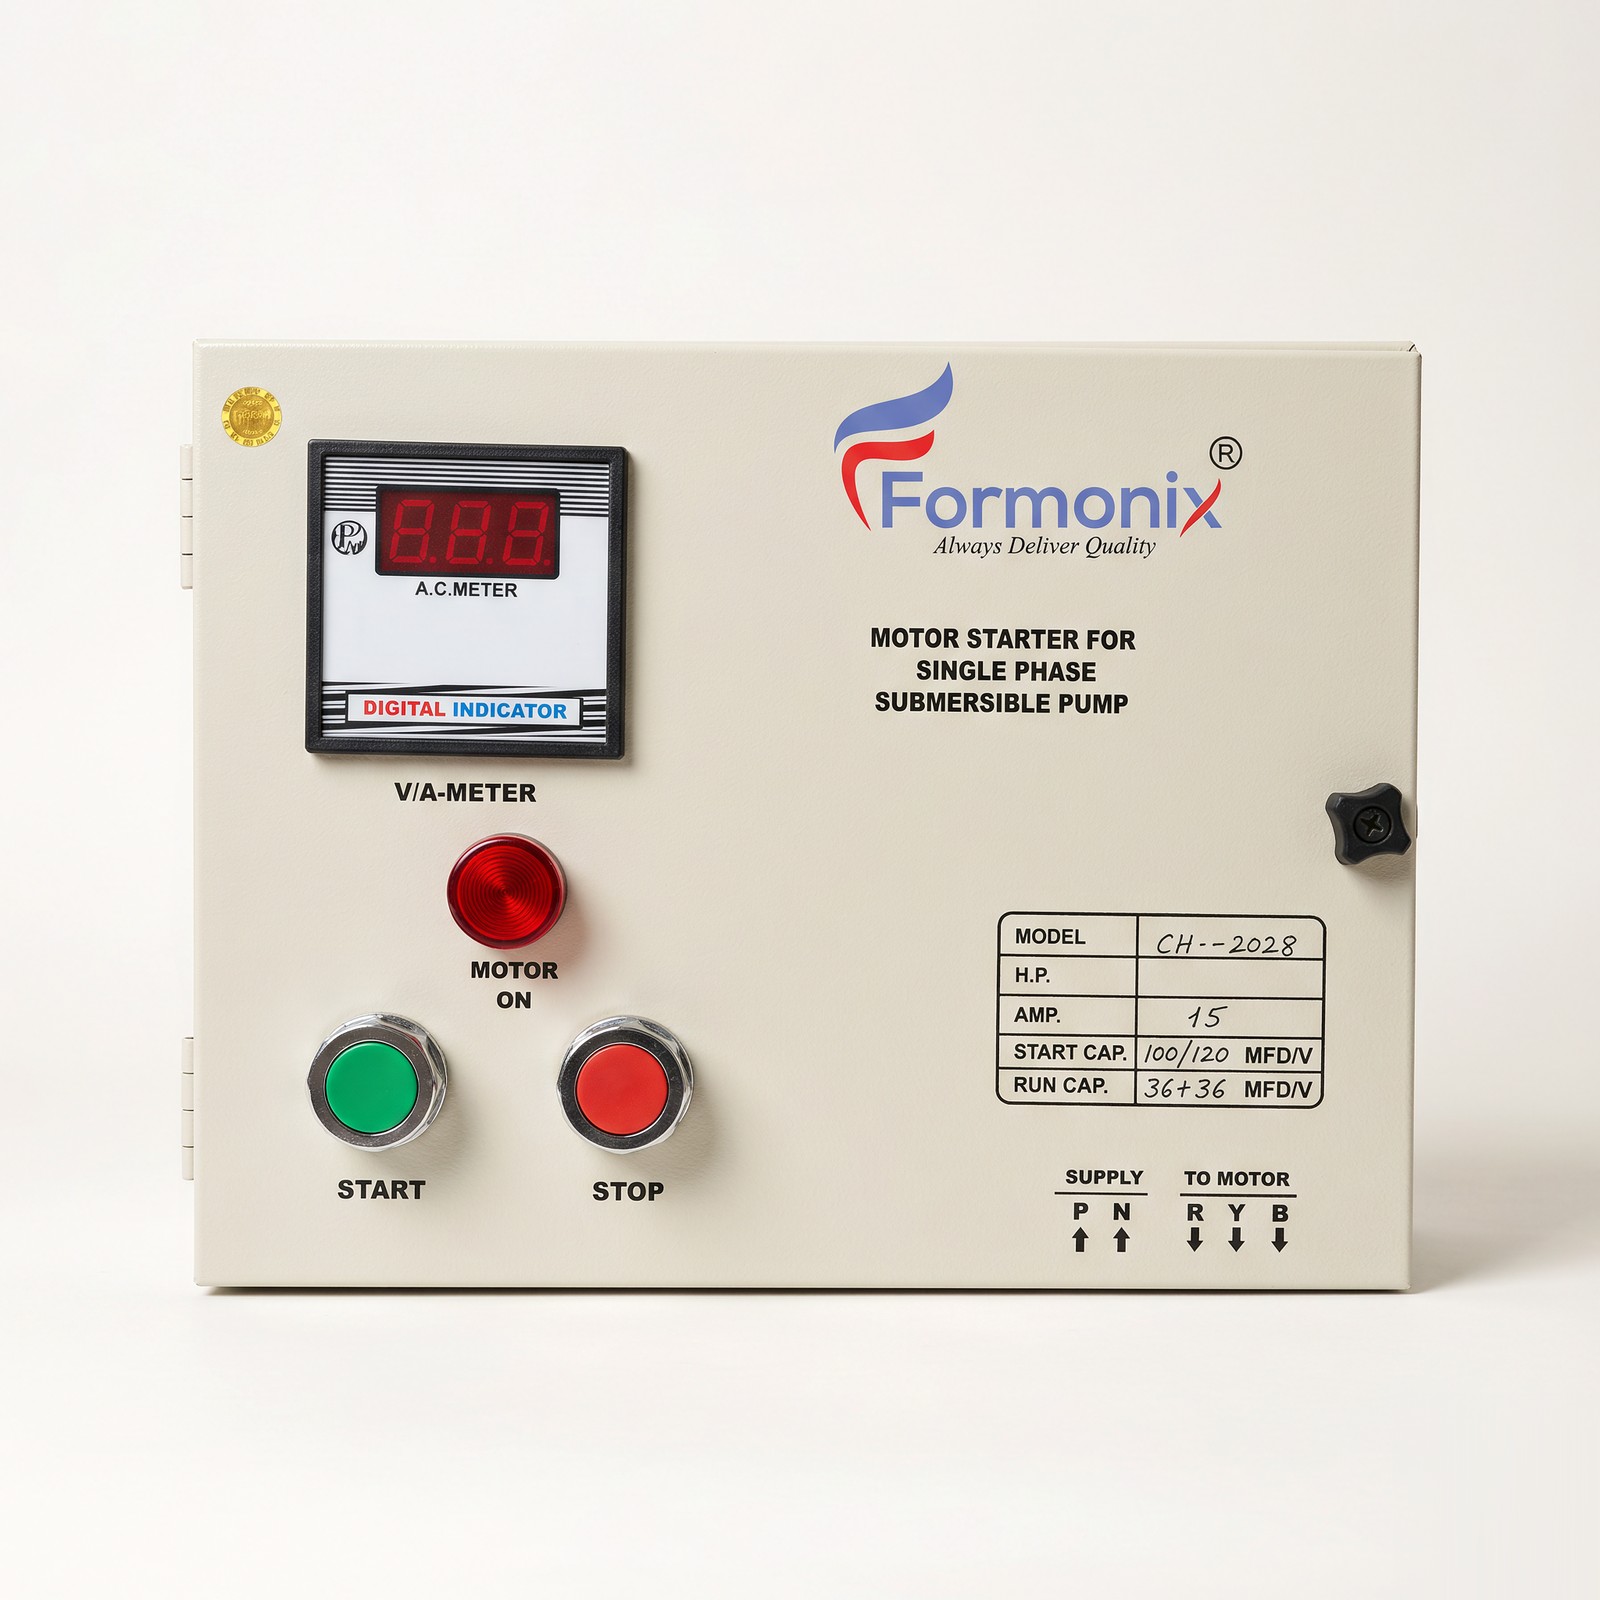 Formonix ®
Always Deliver Quality
8.8.8.
A.C.METER
DIGITAL INDICATOR
V/A-METER
MOTOR STARTER FOR
SINGLE PHASE
SUBMERSIBLE PUMP
MOTOR
ON
START
STOP
MODEL CH--2028
H.P.
AMP. 15
START CAP. 100/120 MFD/V
RUN CAP. 36+36 MFD/V
SUPPLY
P N
TO MOTOR
R Y B